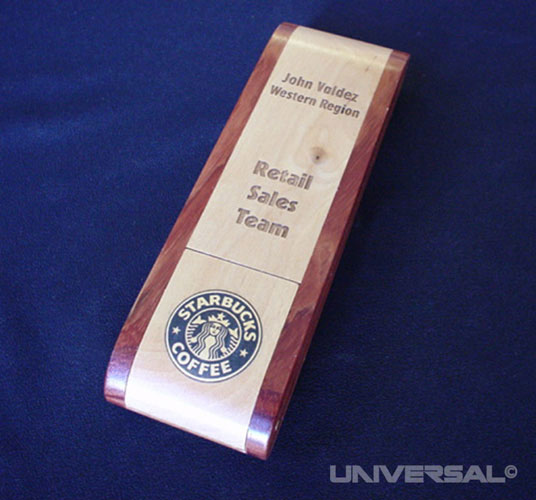 John Valdez
Western Region
Retail
Sales
Team
STARBUCKS
COFFEE
UNIVERSAL©